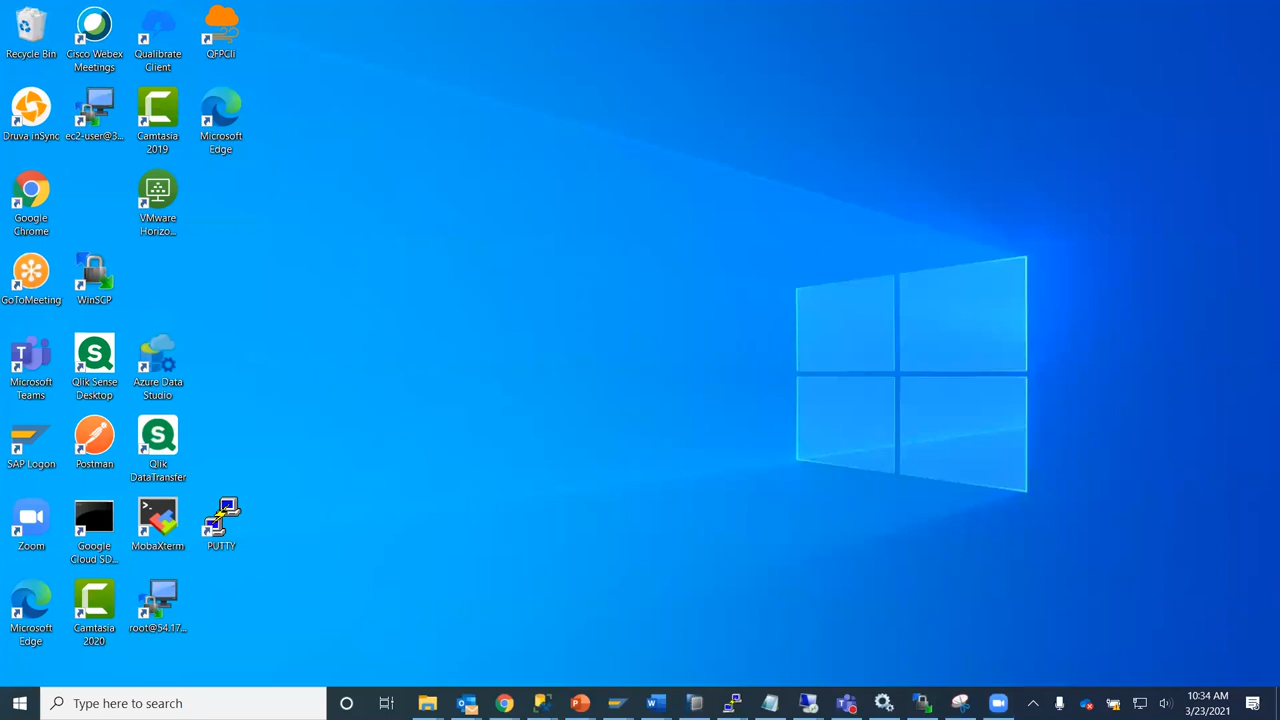 Recycle Bin
Cisco Webex
Meetings
Qualibrate
Client
QFPCli
Druva inSync
ec2-user@3...
Camtasia
2019
Microsoft
Edge
Google
Chrome
VMware
Horizo...
GoToMeeting
WinSCP
Microsoft
Teams
Qlik Sense
Desktop
Azure Data
Studio
SAP Logon
Postman
Qlik
DataTransfer
Zoom
Google
Cloud SD...
MobaXterm
PUTTY
Microsoft
Edge
Camtasia
2020
root@54.17...
Type here to search
10:34 AM
3/23/2021